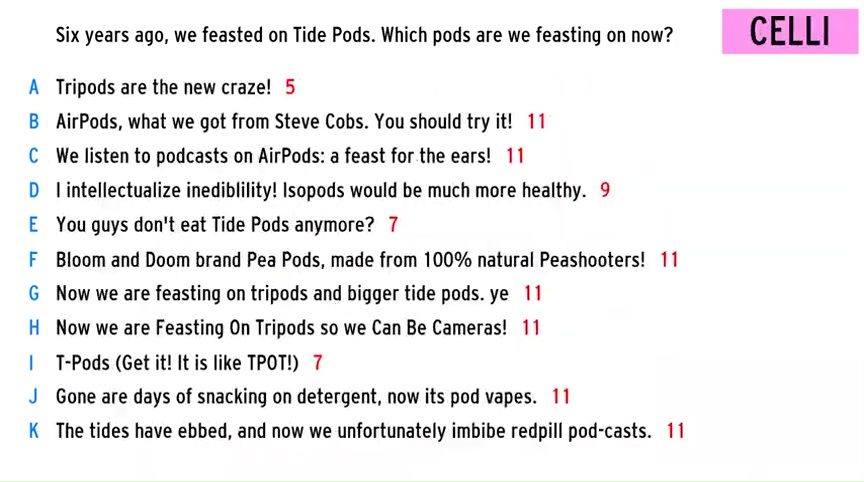 Six years ago, we feasted on Tide Pods. Which pods are we feasting on now?
CELLI
A Tripods are the new craze! 5
B AirPods, what we got from Steve Cobs. You should try it! 11
C We listen to podcasts on AirPods: a feast for the ears! 11
D I intellectualize inediblility! Isopods would be much more healthy. 9
E You guys don't eat Tide Pods anymore? 7
F Bloom and Doom brand Pea Pods, made from 100% natural Peashooters! 11
G Now we are feasting on tripods and bigger tide pods. ye 11
H Now we are Feasting On Tripods so we Can Be Cameras! 11
I T-Pods (Get it! It is like TPOT!) 7
J Gone are days of snacking on detergent, now its pod vapes. 11
K The tides have ebbed, and now we unfortunately imbibe redpill pod-casts. 11